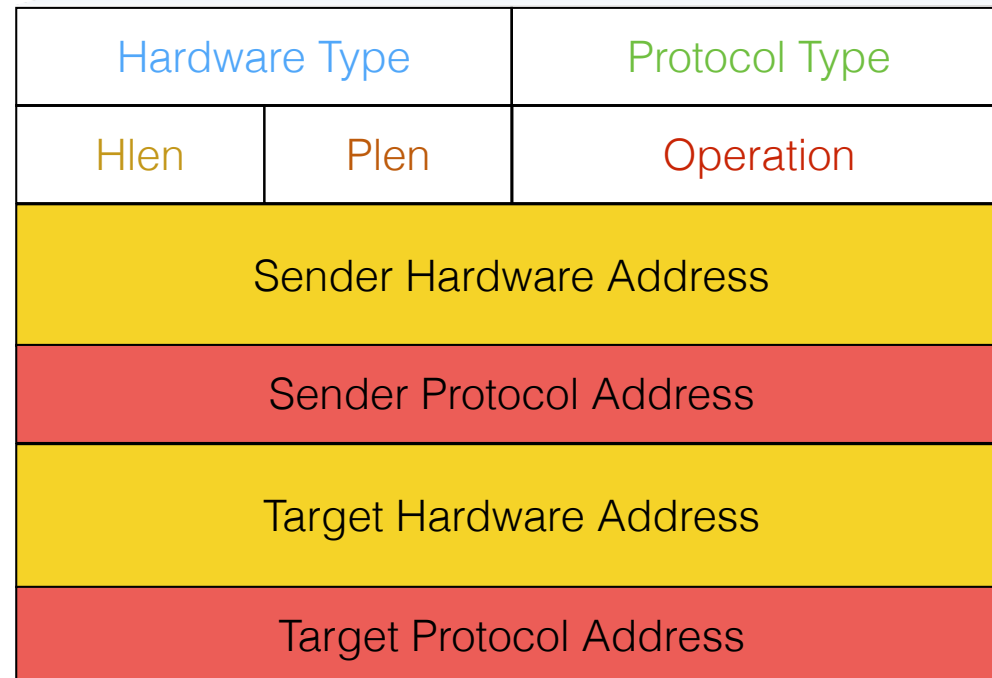 Hardware Type
Protocol Type
Hlen
Plen
Operation
Sender Hardware Address
Sender Protocol Address
Target Hardware Address
Target Protocol Address